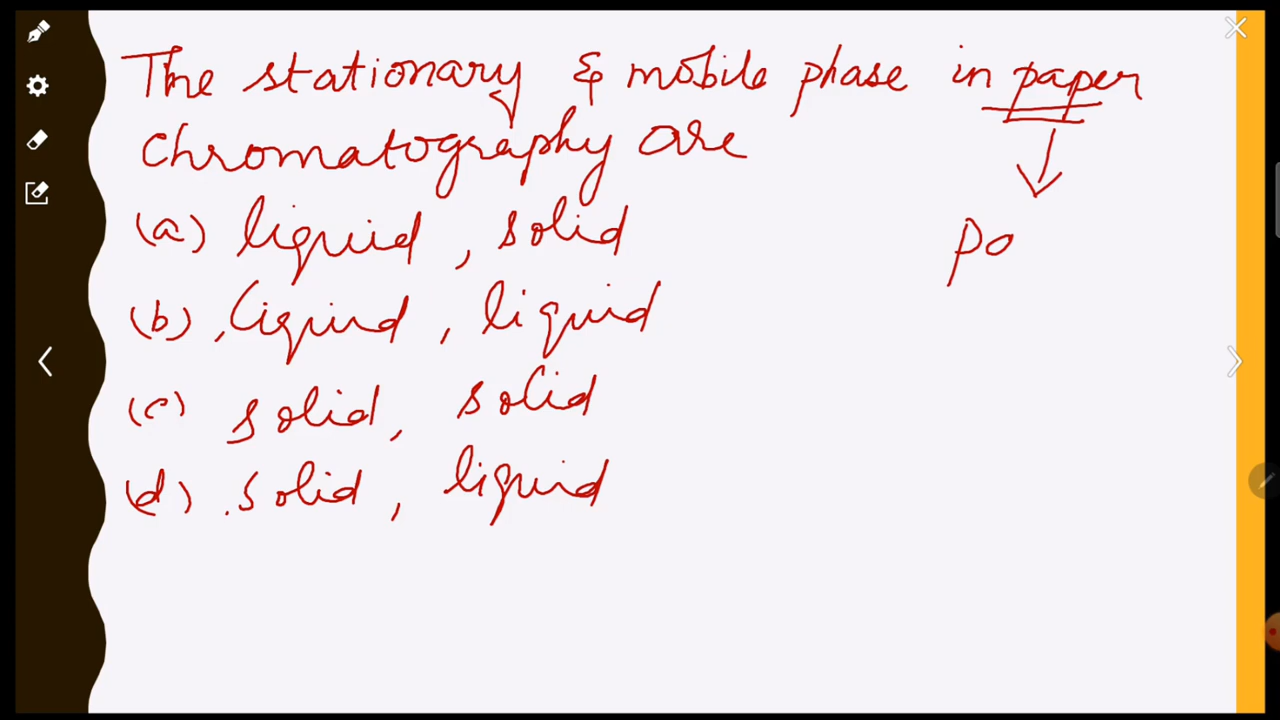 The stationary & mobile phase in paper
chromatography are
(a) liquid, solid
(b) liquid, liquid
(c) solid, solid
(d) solid, liquid
po